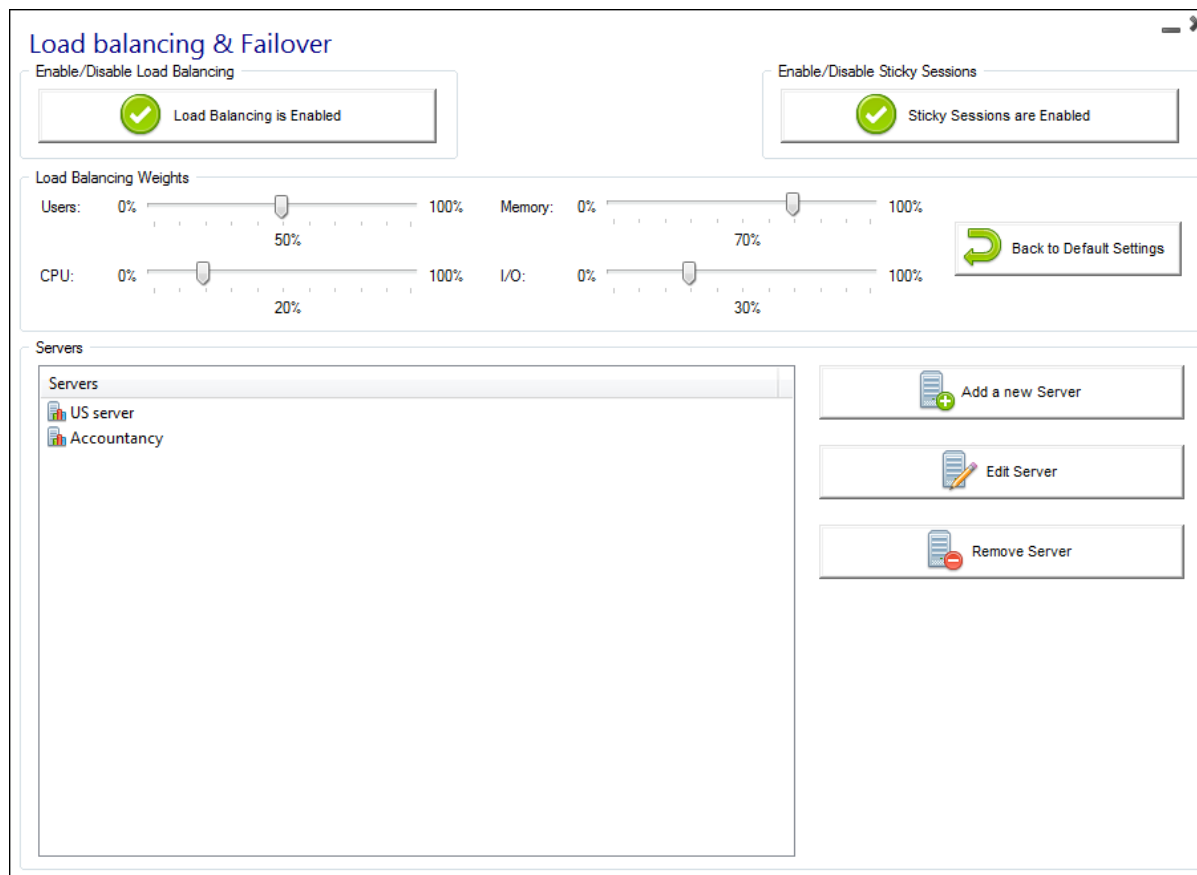 Load balancing & Failover
Enable/Disable Load Balancing
Enable/Disable Sticky Sessions
Load Balancing is Enabled
Sticky Sessions are Enabled
Load Balancing Weights
Users: 0% 100% Memory: 0% 100%
50% 70%
Back to Default Settings
CPU: 0% 100% I/O: 0% 100%
20% 30%
Servers
Servers
Add a new Server
US server
Accountancy
Edit Server
Remove Server